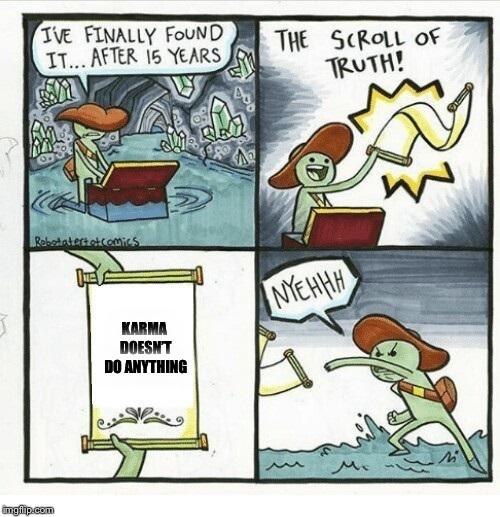 I'VE FINALLY FOUND
IT... AFTER 15 YEARS
THE SCROLL OF
TRUTH!
Robotatertotcomics
KARMA
DOESN'T
DO ANYTHING
NYEHHH
imgflip.com